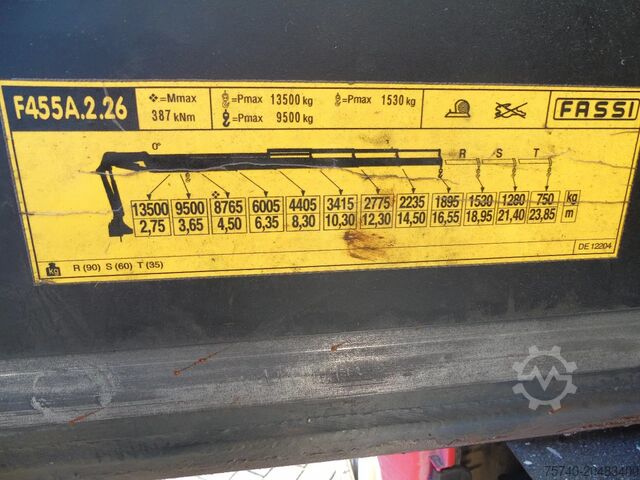 F455A.2.26
=Mmax
387 kNm
=Pmax 13500 kg
=Pmax 9500 kg
=Pmax 1530 kg
FASSI
0°
R S T
13500 9500 8765 6005 4405 3415 2775 2235 1895 1530 1280 750 kg
2,75 3,65 4,50 6,35 8,30 10,30 12,30 14,50 16,55 18,95 21,40 23,85 m
kg R (90) S (60) T (35)
DE 12204
75740-20483400